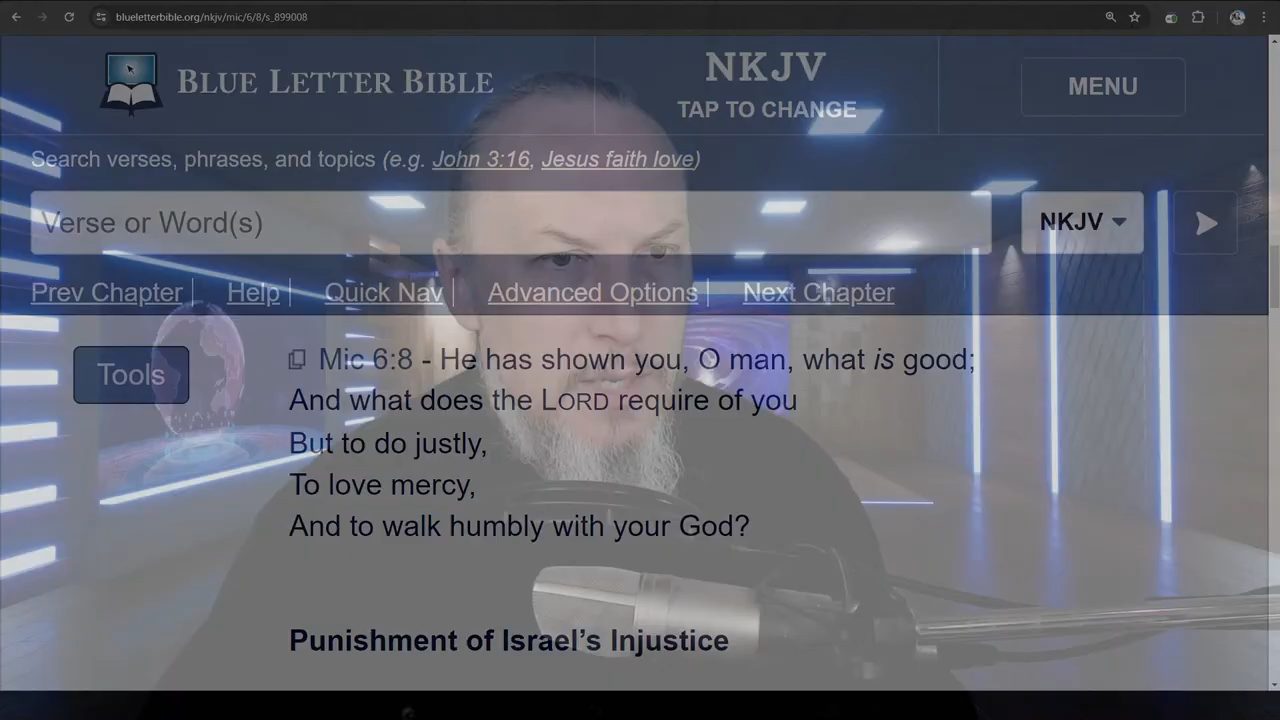 blueletterbible.org/nkjv/mic/6/8/s_899008
BLUE LETTER BIBLE
NKJV
TAP TO CHANGE
MENU
Search verses, phrases, and topics (e.g. John 3:16, Jesus faith love)
Verse or Word(s)
NKJV
Prev Chapter | Help | Quick Nav | Advanced Options | Next Chapter
Tools
Mic 6:8 - He has shown you, O man, what is good;
And what does the LORD require of you
But to do justly,
To love mercy,
And to walk humbly with your God?
Punishment of Israel's Injustice